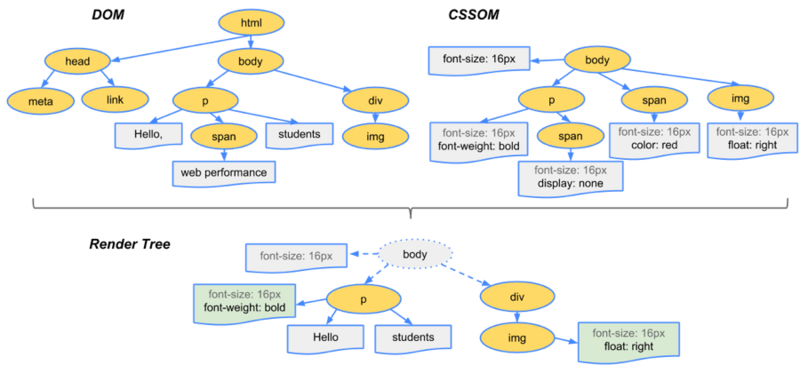 DOM
html
head
body
meta
link
p
div
Hello,
span
students
img
web performance
CSSOM
font-size: 16px
body
p
span
img
font-size: 16px
font-weight: bold
span
font-size: 16px
color: red
font-size: 16px
float: right
font-size: 16px
display: none
Render Tree
font-size: 16px
body
font-size: 16px
font-weight: bold
p
div
Hello
students
img
font-size: 16px
float: right